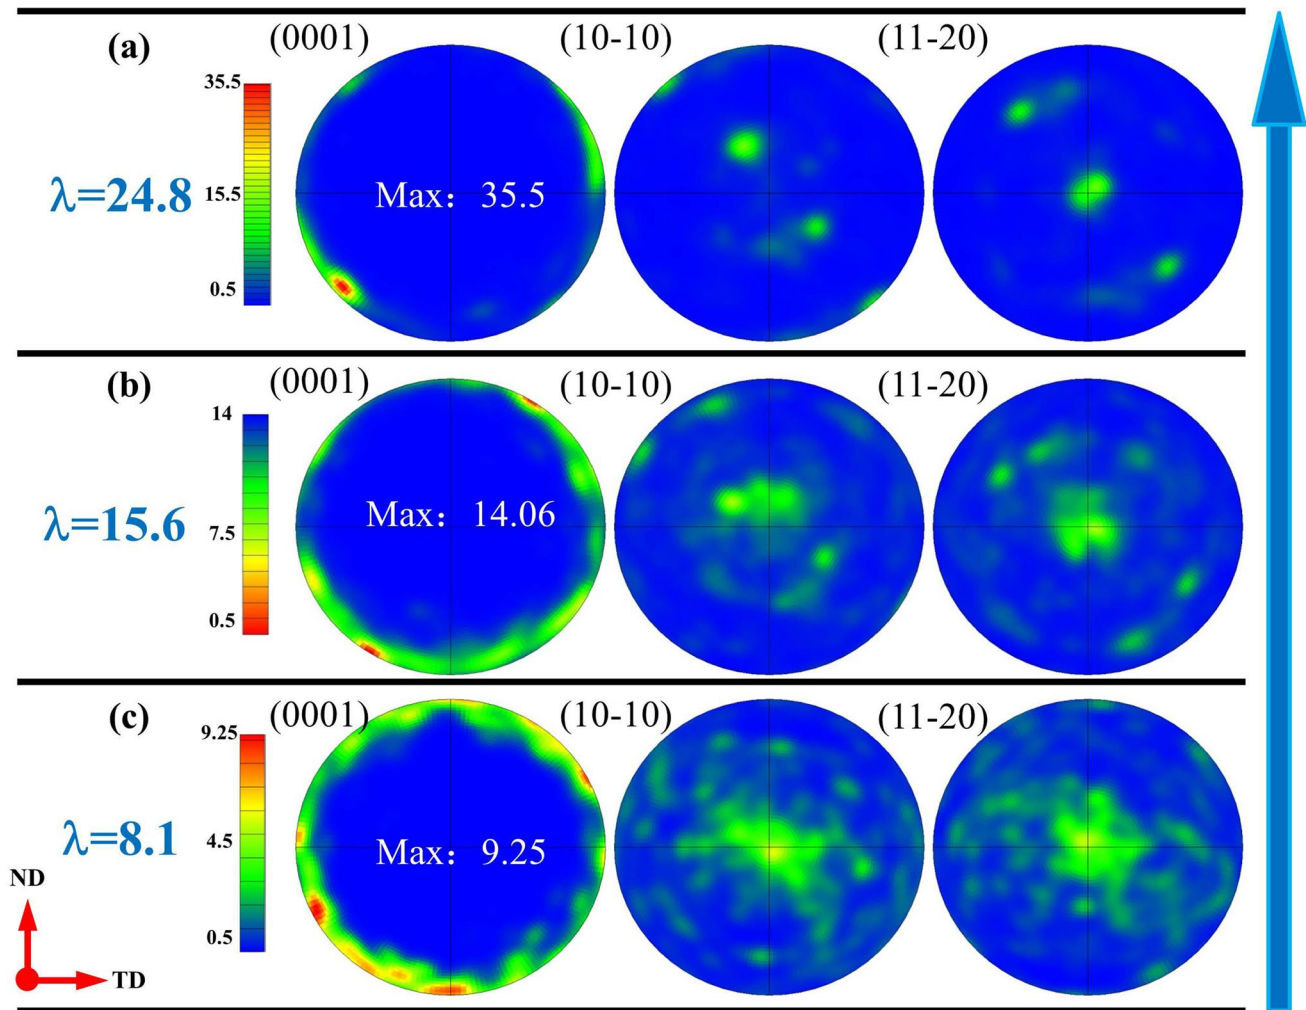 (a) (0001) (10-10) (11-20)
35.5
λ=24.8 15.5 Max: 35.5
0.5
(b) (0001) (10-10) (11-20)
14
λ=15.6 7.5 Max: 14.06
0.5
(c) (0001) (10-10) (11-20)
9.25
λ=8.1 4.5 Max: 9.25
ND 0.5
TD